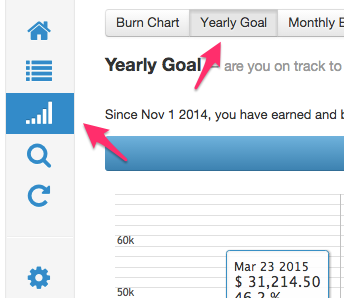 Burn Chart Yearly Goal Monthly
Yearly Goal - are you on track to
Since Nov 1 2014, you have earned and
60k
Mar 23 2015
$ 31,214.50
46.2 %
50k